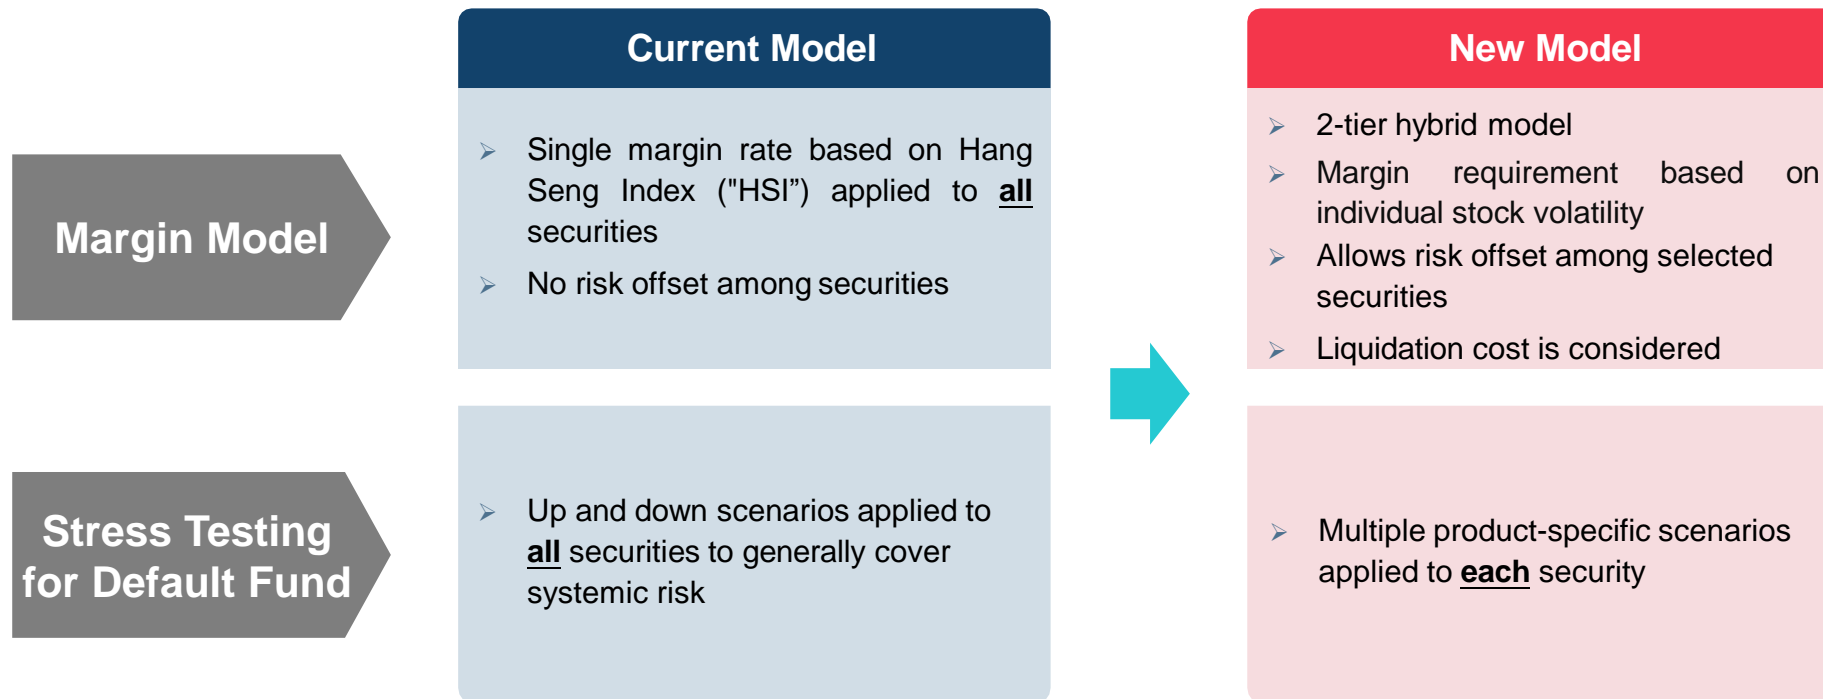 Current Model
New Model
Margin Model
➢ Single margin rate based on Hang
Seng Index ("HSI”) applied to all
securities
➢ No risk offset among securities
➢ 2-tier hybrid model
➢ Margin requirement based on
individual stock volatility
➢ Allows risk offset among selected
securities
➢ Liquidation cost is considered
Stress Testing
for Default Fund
➢ Up and down scenarios applied to
all securities to generally cover
systemic risk
➢ Multiple product-specific scenarios
applied to each security